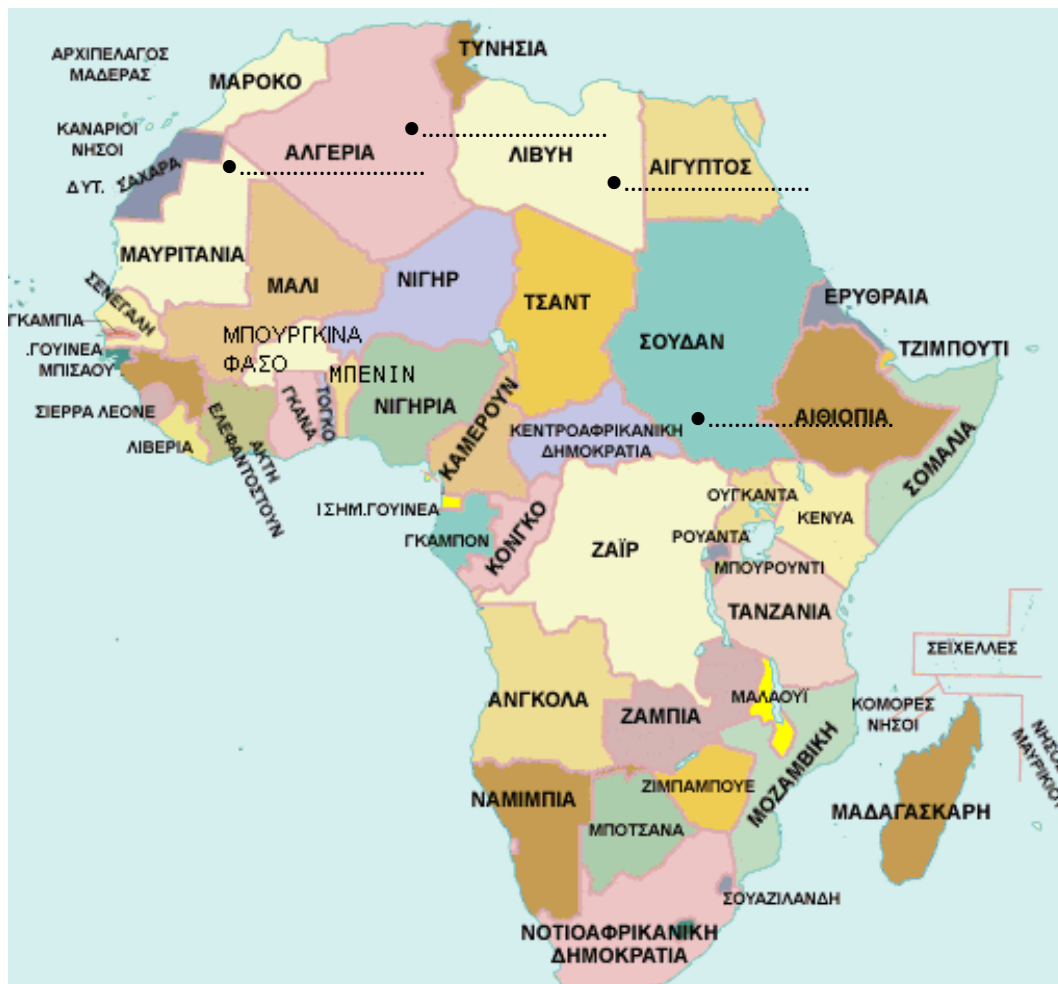 ΤΥΝΗΣΙΑ
ΑΡΧΙΠΕΛΑΓΟΣ
ΜΑΔΕΡΑΣ
ΜΑΡΟΚΟ
ΚΑΝΑΡΙΟΙ
ΝΗΣΟΙ
ΑΛΓΕΡΙΑ
ΛΙΒΥΗ
ΑΙΓΥΠΤΟΣ
ΔΥΤ. ΣΑΧΑΡΑ
ΜΑΥΡΙΤΑΝΙΑ
ΜΑΛΙ
ΝΙΓΗΡ
ΤΣΑΝΤ
ΣΟΥΔΑΝ
ΕΡΥΘΡΑΙΑ
ΣΕΝΕΓΑΛΗ
ΓΚΑΜΠΙΑ
ΜΠΟΥΡΓΚΙΝΑ
ΦΑΣΟ
.ΓΟΥΙΝΕΑ
ΜΠΙΣΑΟΥ
ΤΖΙΜΠΟΥΤΙ
ΜΠΕΝΙΝ
ΝΙΓΗΡΙΑ
ΣΙΕΡΡΑ ΛΕΟΝΕ
ΛΙΒΕΡΙΑ
ΕΛΕΦΑΝΤΟΣΤΟΥΝ
ΑΚΤΗ
ΓΚΑΝΑ
ΤΟΓΚΟ
ΚΑΜΕΡΟΥΝ
ΚΕΝΤΡΟΑΦΡΙΚΑΝΙΚΗ
ΔΗΜΟΚΡΑΤΙΑ
ΑΙΘΙΟΠΙΑ
ΣΟΜΑΛΙΑ
ΙΣΗΜ.ΓΟΥΙΝΕΑ
ΓΚΑΜΠΟΝ
ΚΟΝΓΚΟ
ΖΑΪΡ
ΟΥΓΚΑΝΤΑ
ΚΕΝΥΑ
ΡΟΥΑΝΤΑ
ΜΠΟΥΡΟΥΝΤΙ
ΤΑΝΖΑΝΙΑ
ΣΕΪΧΕΛΛΕΣ
ΑΝΓΚΟΛΑ
ΖΑΜΠΙΑ
ΜΑΛΑΟΥΪ
ΚΟΜΟΡΕΣ
ΝΗΣΟΙ
ΝΗΣΟΣ
ΜΑΥΡΙΚΙΟΥ
ΜΟΖΑΜΒΙΚΗ
ΝΑΜΙΜΠΙΑ
ΖΙΜΠΑΜΠΟΥΕ
ΜΑΔΑΓΑΣΚΑΡΗ
ΜΠΟΤΣΑΝΑ
ΣΟΥΑΖΙΛΑΝΔΗ
ΝΟΤΙΟΑΦΡΙΚΑΝΙΚΗ
ΔΗΜΟΚΡΑΤΙΑ